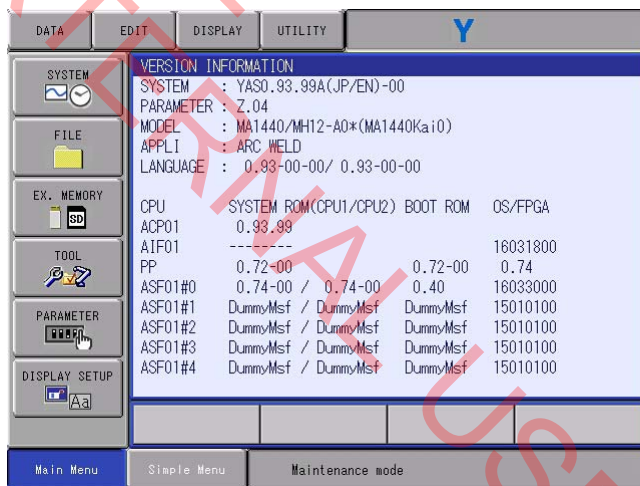 DATA EDIT DISPLAY UTILITY Y
SYSTEM
FILE
EX. MEMORY
SD
TOOL
PARAMETER
DISPLAY SETUP
Aa
VERSION INFORMATION
SYSTEM : YAS0.93.99A(JP/EN)-00
PARAMETER : Z.04
MODEL : MA1440/MH12-A0*(MA1440Kai0)
APPLI : ARC WELD
LANGUAGE : 0.93-00-00/ 0.93-00-00
CPU SYSTEM ROM(CPU1/CPU2) BOOT ROM OS/FPGA
ACP01 0.93.99
AIF01 -------- 16031800
PP 0.72-00 0.72-00 0.74
ASF01#0 0.74-00 / 0.74-00 0.40 16033000
ASF01#1 DummyMsf / DummyMsf DummyMsf 15010100
ASF01#2 DummyMsf / DummyMsf DummyMsf 15010100
ASF01#3 DummyMsf / DummyMsf DummyMsf 15010100
ASF01#4 DummyMsf / DummyMsf DummyMsf 15010100
Main Menu Simple Menu Maintenance mode